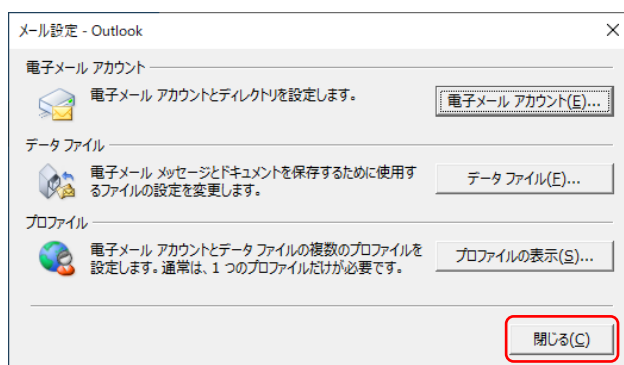 メール設定 - Outlook
電子メール アカウント
電子メール アカウントとディレクトリを設定します。
電子メール アカウント(E)...
データ ファイル
電子メール メッセージとドキュメントを保存するために使用す
るファイルの設定を変更します。
データ ファイル(F)...
プロファイル
電子メール アカウントとデータ ファイルの複数のプロファイルを
設定します。通常は、1 つのプロファイルだけが必要です。
プロファイルの表示(S)...
閉じる(C)